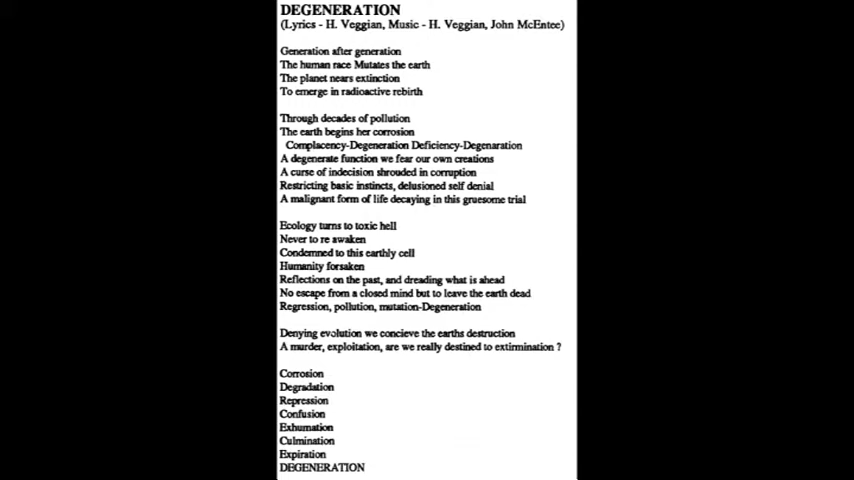 DEGENERATION
(Lyrics - H. Veggian, Music - H. Veggian, John McEntee)
Generation after generation
The human race Mutates the earth
The planet nears extinction
To emerge in radioactive rebirth
Through decades of pollution
The earth begins her corrosion
Complacency-Degeneration Deficiency-Degenaration
A degenerate function we fear our own creations
A curse of indecision shrouded in corruption
Restricting basic instincts, delusioned self denial
A malignant form of life decaying in this gruesome trial
Ecology turns to toxic hell
Never to re awaken
Condemned to this earthly cell
Humanity forsaken
Reflections on the past, and dreading what is ahead
No escape from a closed mind but to leave the earth dead
Regression, pollution, mutation-Degeneration
Denying evolution we concieve the earths destruction
A murder, exploitation, are we really destined to extirmination ?
Corrosion
Degradation
Repression
Confusion
Exhumation
Culmination
Expiration
DEGENERATION